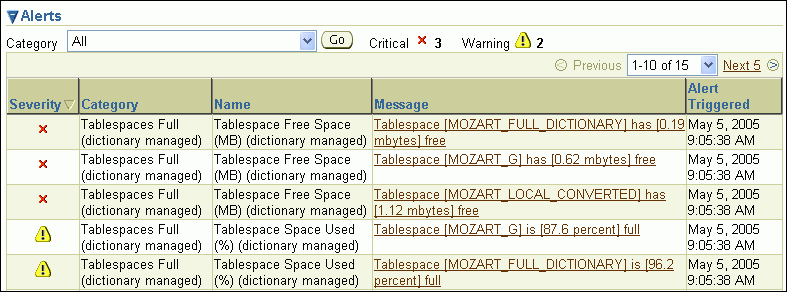 Alerts
Category All Go Critical 3 Warning 2
Previous 1-10 of 15 Next 5
Severity Category Name Message Alert Triggered
Tablespaces Full (dictionary managed) Tablespace Free Space (MB) (dictionary managed) Tablespace [MOZART_FULL_DICTIONARY] has [0.19 mbytes] free May 5, 2005 9:05:38 AM
Tablespaces Full (dictionary managed) Tablespace Free Space (MB) (dictionary managed) Tablespace [MOZART_G] has [0.62 mbytes] free May 5, 2005 9:05:38 AM
Tablespaces Full (dictionary managed) Tablespace Free Space (MB) (dictionary managed) Tablespace [MOZART_LOCAL_CONVERTED] has [1.12 mbytes] free May 5, 2005 9:05:38 AM
Tablespaces Full (dictionary managed) Tablespace Space Used (%) (dictionary managed) Tablespace [MOZART_G] is [87.6 percent] full May 5, 2005 9:05:38 AM
Tablespaces Full (dictionary managed) Tablespace Space Used (%) (dictionary managed) Tablespace [MOZART_FULL_DICTIONARY] is [96.2 percent] full May 5, 2005 9:05:38 AM